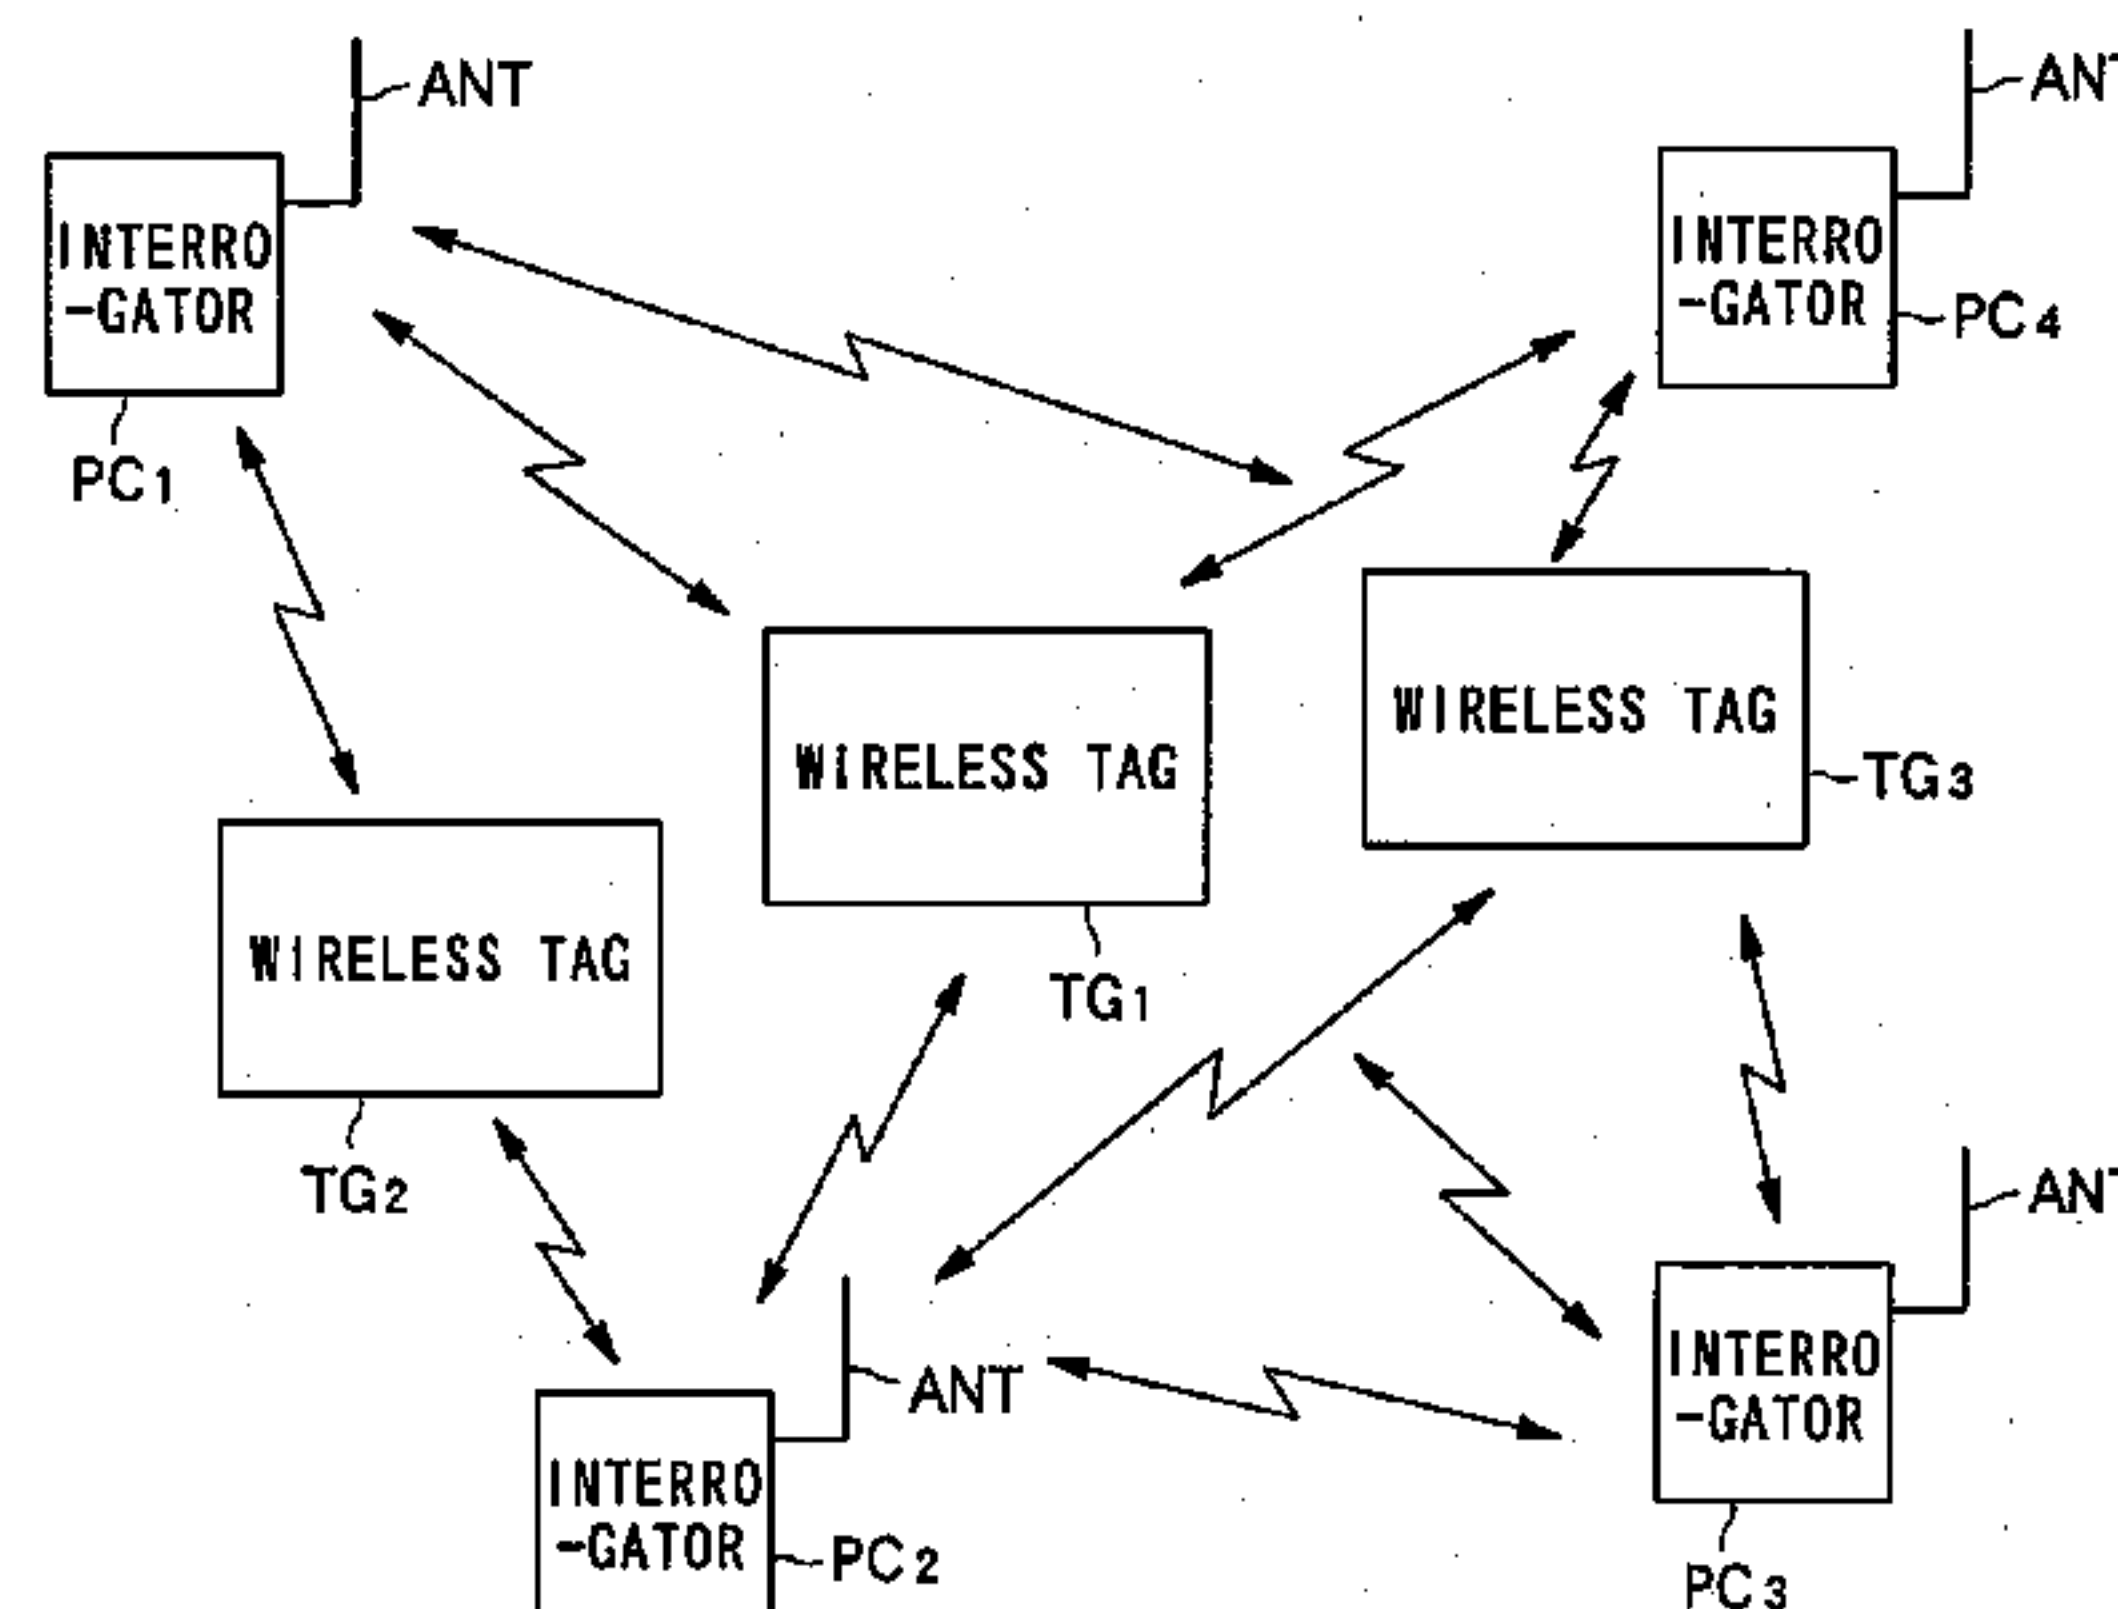 ANT
ANT
INTERRO
-GATOR
INTERRO
-GATOR
PC4
PC1
WIRELESS TAG
WIRELESS TAG
TG3
WIRELESS TAG
TG1
TG2
ANT
INTERRO
-GATOR
ANT
INTERRO
-GATOR
PC2
PC3